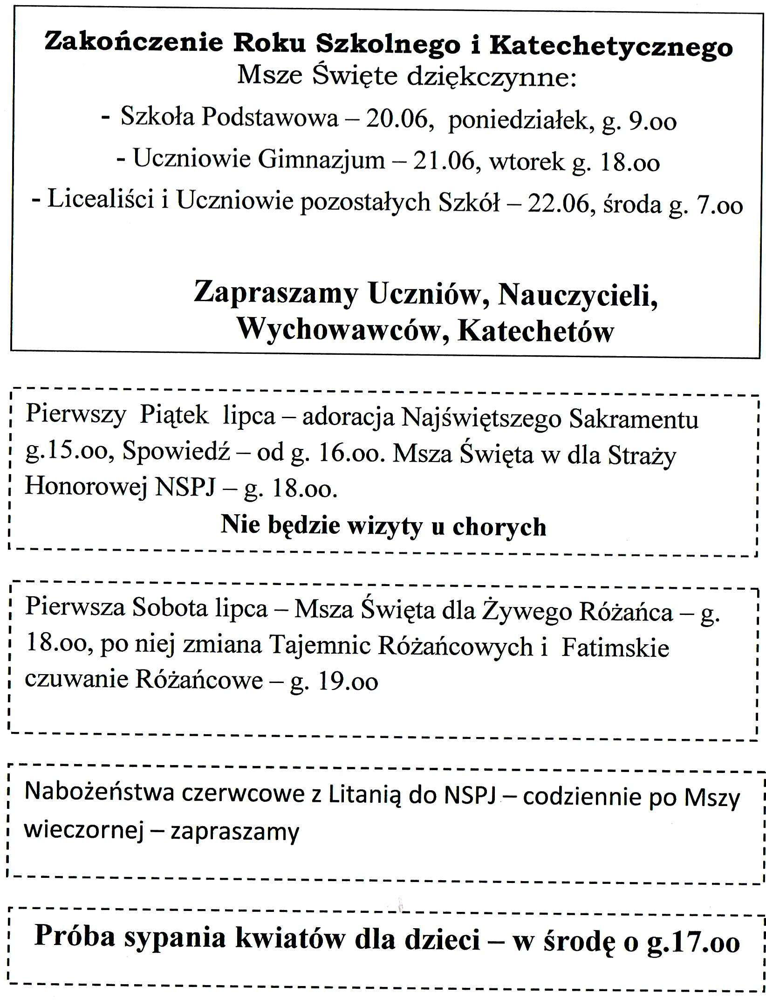 Zakończenie Roku Szkolnego i Katechetycznego
Msze Święte dziękczynne:
- Szkoła Podstawowa – 20.06, poniedziałek, g. 9.oo
- Uczniowie Gimnazjum – 21.06, wtorek g. 18.oo
- Licealiści i Uczniowie pozostałych Szkół – 22.06, środa g. 7.oo
Zapraszamy Uczniów, Nauczycieli,
Wychowawców, Katechetów
Pierwszy Piątek lipca – adoracja Najświętszego Sakramentu
g.15.oo, Spowiedź – od g. 16.oo. Msza Święta w dla Straży
Honorowej NSPJ – g. 18.oo.
Nie będzie wizyty u chorych
Pierwsza Sobota lipca – Msza Święta dla Żywego Różańca – g.
18.oo, po niej zmiana Tajemnic Różańcowych i Fatimskie
czuwanie Różańcowe – g. 19.oo
Nabożeństwa czerwcowe z Litanią do NSPJ – codziennie po Mszy
wieczornej – zapraszamy
Próba sypania kwiatów dla dzieci – w środę o g.17.oo